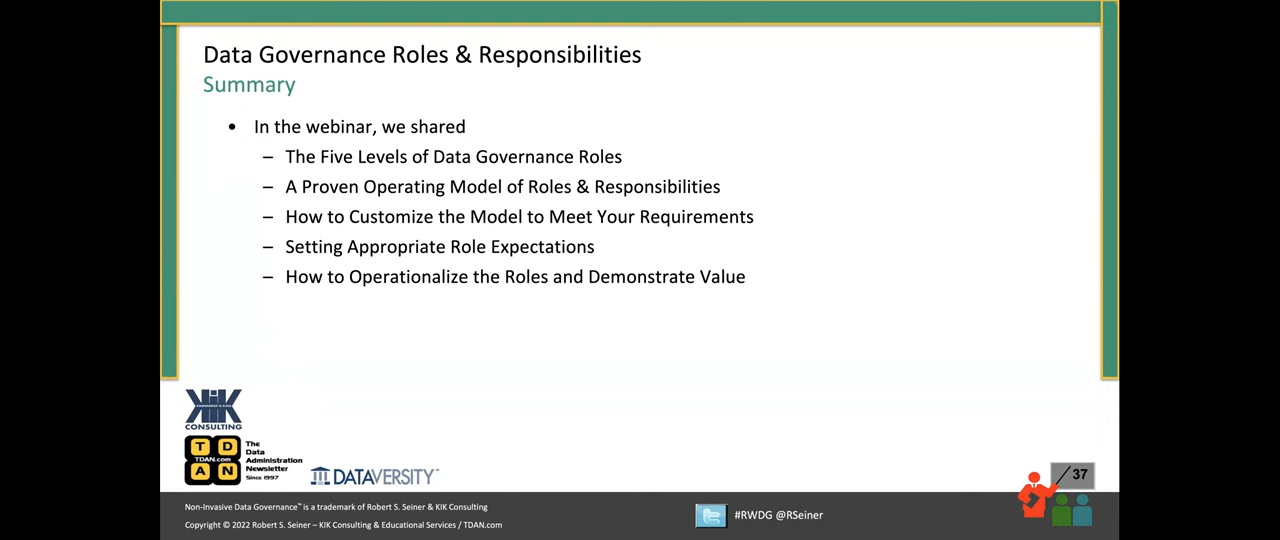 Data Governance Roles & Responsibilities
Summary
• In the webinar, we shared
– The Five Levels of Data Governance Roles
– A Proven Operating Model of Roles & Responsibilities
– How to Customize the Model to Meet Your Requirements
– Setting Appropriate Role Expectations
– How to Operationalize the Roles and Demonstrate Value
KIK
CONSULTING
T D
TDAN.com
A N
The
Data
Administration
Newsletter
Since 1997
DATAVERSITY™
/ 37
Non-Invasive Data Governance™ is a trademark of Robert S. Seiner & KIK Consulting
Copyright © 2022 Robert S. Seiner – KIK Consulting & Educational Services / TDAN.com
#RWDG @RSeiner